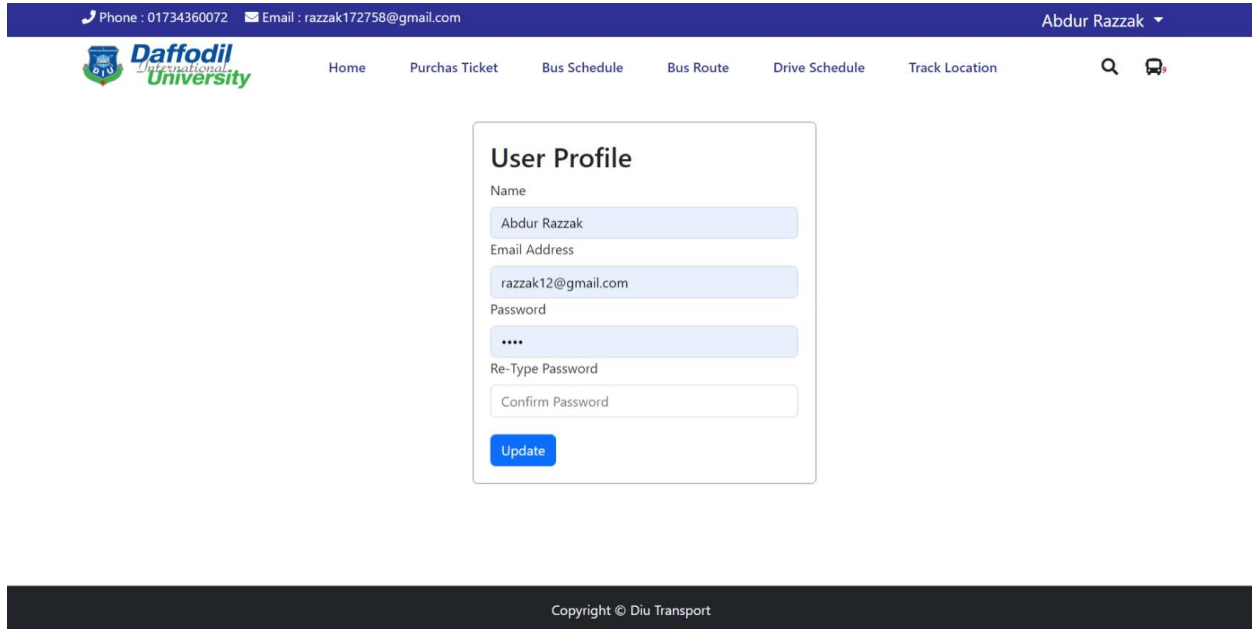 Phone : 01734360072 Email : razzak172758@gmail.com Abdur Razzak
DIU
Daffodil
International
University
Home Purchas Ticket Bus Schedule Bus Route Drive Schedule Track Location 9
User Profile
Name
Abdur Razzak
Email Address
razzak12@gmail.com
Password
••••
Re-Type Password
Confirm Password
Update
Copyright © Diu Transport